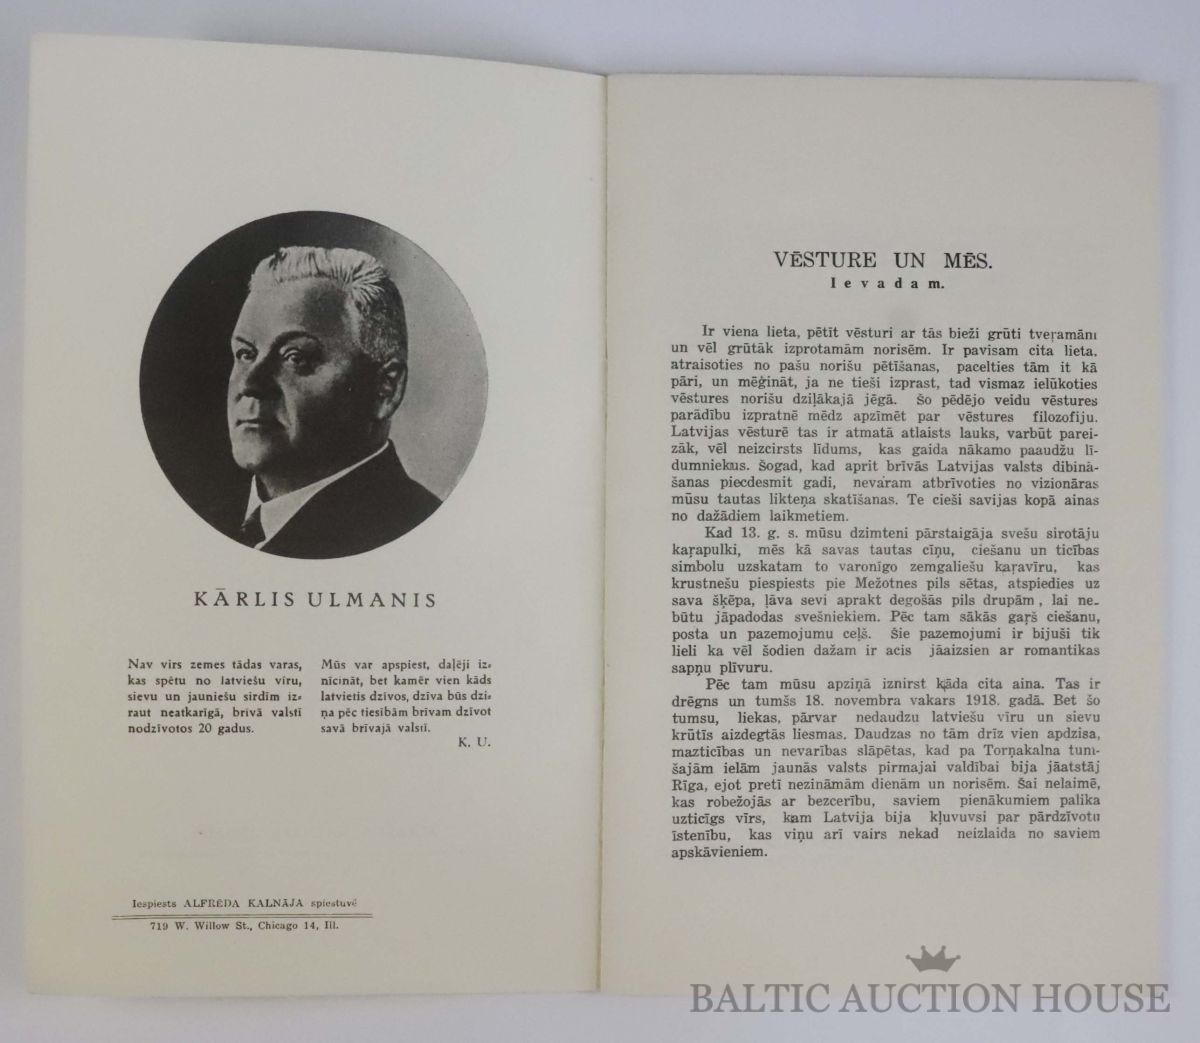 KĀRLIS ULMANIS
Nav virs zemes tādas varas,
kas spētu no latviešu vīru,
sievu un jauniešu sirdīm iz-
raut neatkarīgā, brīvā valstī
nodzīvotos 20 gadus.
Mūs var apspiest, daļēji iz-
nīcināt, bet kamēr vien kāds
latvietis dzīvos, dzīva būs dzi-
ņa pēc tiesībām brīvam dzīvot
savā brīvajā valstī.
K. U.
Iespiests ALFRĒDA KALNĀJA spiestuvē
719 W. Willow St., Chicago 14, Ill.
VĒSTURE UN MĒS.
Ievadam.
Ir viena lieta, pētīt vēsturi ar tās bieži grūti tveŗamām
un vēl grūtāk izprotamām norisēm. Ir pavisam cita lieta,
atraisoties no pašu norišu pētīšanas, pacelties tām it kā
pāri, un mēģināt, ja ne tieši izprast, tad vismaz ielūkoties
vēstures norišu dziļākajā jēgā. Šo pēdējo veidu vēstures
parādību izpratnē mēdz apzīmēt par vēstures filozofiju.
Latvijas vēsturē tas ir atmatā atlaists lauks, varbūt parei-
zāk, vēl neizcirsts līdums, kas gaida nākamo paaudžu lī-
dumniekus. Šogad, kad aprit brīvās Latvijas valsts dibinā-
šanas piecdesmit gadi, nevaram atbrīvoties no vizionāras
mūsu tautas likteņa skatīšanas. Te cieši savijas kopā ainas
no dažādiem laikmetiem.
Kad 13. g. s. mūsu dzimteni pārstaigāja svešu sirotāju
kaŗapulki, mēs kā savas tautas cīņu, ciešanu un ticības
simbolu uzskatam to varonīgo zemgaliešu kaŗavīru, kas
krustnešu piespiests pie Mežotnes pils sētas, atspiedies uz
sava šķēpa, ļāva sevi aprakt degošās pils drupām, lai ne-
būtu jāpadodas svešniekiem. Pēc tam sākās gaŗš ciešanu,
posta un pazemojumu ceļš. Šie pazemojumi ir bijuši tik
lieli ka vēl šodien dažam ir acis jāaizsien ar romantikas
sapņu plīvuru.
Pēc tam mūsu apziņā iznirst kāda cita aina. Tas ir
drēgns un tumšs 18. novembra vakars 1918. gadā. Bet šo
tumsu, liekas, pārvar nedaudzu latviešu vīru un sievu
krūtīs aizdegtās liesmas. Daudzas no tām drīz vien apdzisa,
mazticības un nevarības slāpētas, kad pa Torņakalna tum-
šajām ielām jaunās valsts pirmajai valdībai bija jāatstāj
Rīga, ejot pretī nezināmām dienām un norisēm. Šai nelaimē,
kas robežojās ar bezcerību, saviem pienākumiem palika
uzticīgs vīrs, kam Latvija bija kļuvuvsi par pārdzīvotu
īstenību, kas viņu arī vairs nekad neizlaida no saviem
apskāvieniem.
BALTIC AUCTION HOUSE